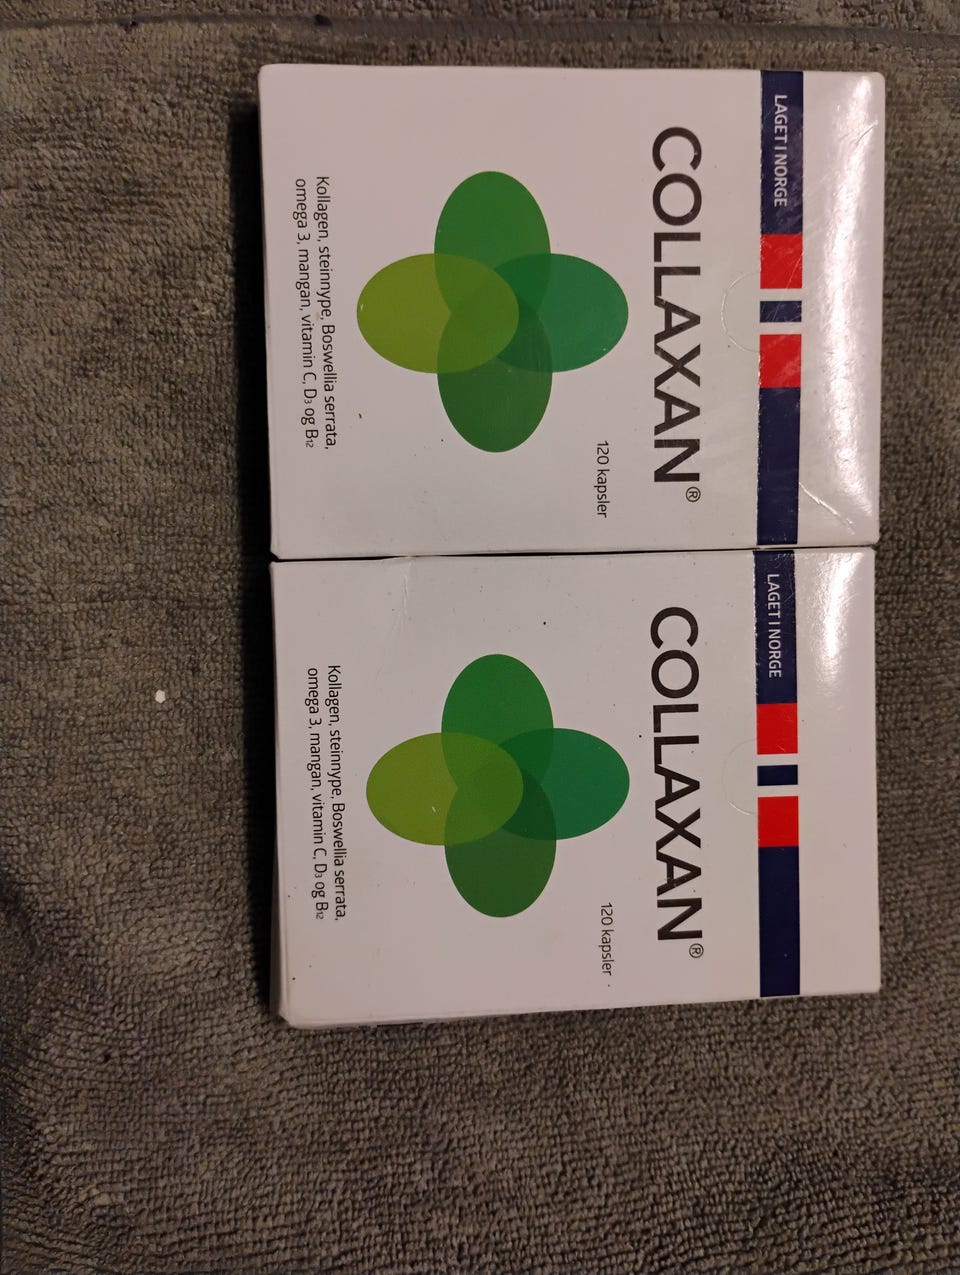 LAGET I NORGE
COLLAXAN®
120 kapsler
Kollagen, steinnype, Boswellia serrata,
omega 3, mangan, vitamin C, D3 og B12
LAGET I NORGE
COLLAXAN®
120 kapsler
Kollagen, steinnype, Boswellia serrata,
omega 3, mangan, vitamin C, D3 og B12